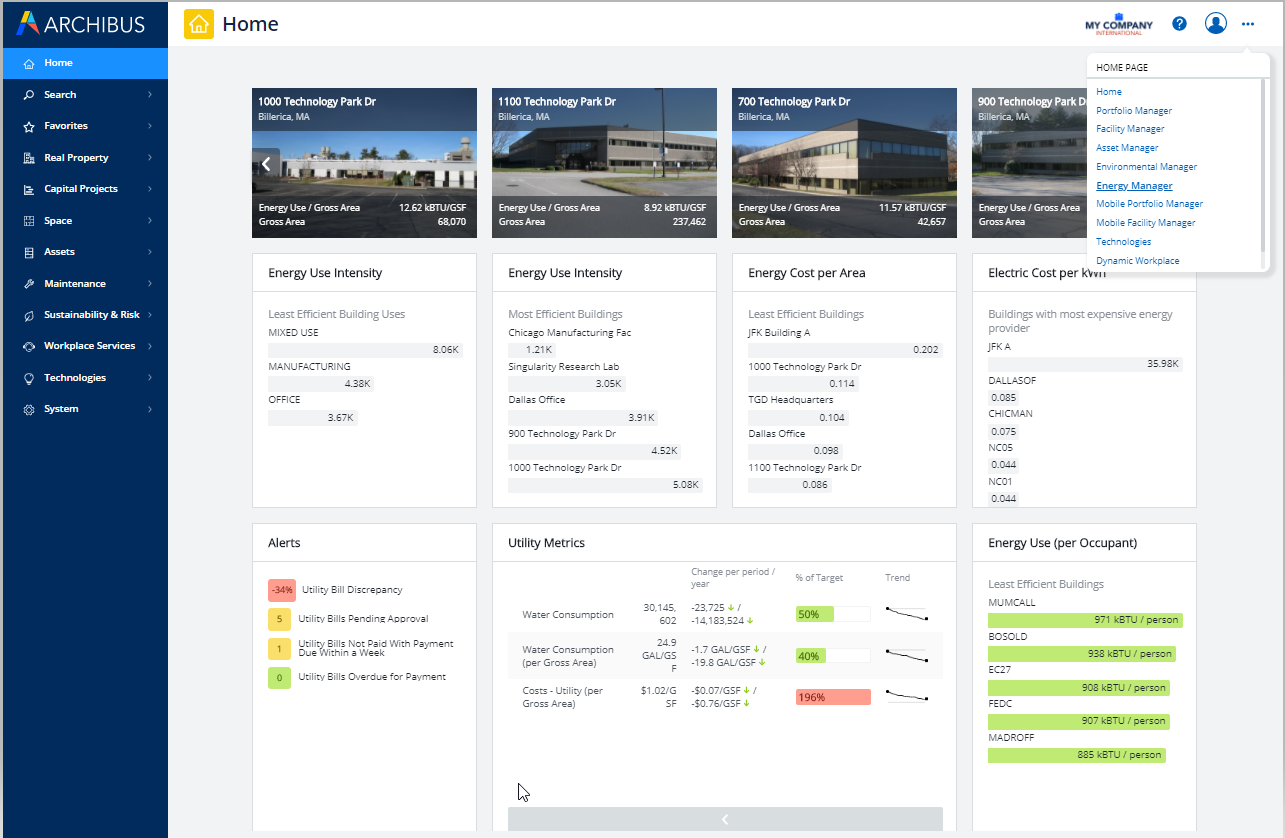 ARCHIBUS
Home
MY COMPANY
INTERNATIONAL
?
Home
Search
Favorites
Real Property
Capital Projects
Space
Assets
Maintenance
Sustainability & Risk
Workplace Services
Technologies
System
HOME PAGE
Home
Portfolio Manager
Facility Manager
Asset Manager
Environmental Manager
Energy Manager
Mobile Portfolio Manager
Mobile Facility Manager
Technologies
Dynamic Workplace
1000 Technology Park Dr
Billerica, MA
Energy Use / Gross Area 12.62 kBTU/GSF
Gross Area 68,070
1100 Technology Park Dr
Billerica, MA
Energy Use / Gross Area 8.92 kBTU/GSF
Gross Area 237,462
700 Technology Park Dr
Billerica, MA
Energy Use / Gross Area 11.57 kBTU/GSF
Gross Area 42,657
900 Technology Park D
Billerica, MA
Energy Use / Gross Area
Gross Area
Energy Use Intensity
Least Efficient Building Uses
MIXED USE
8.06K
MANUFACTURING
4.38K
OFFICE
3.67K
Energy Use Intensity
Most Efficient Buildings
Chicago Manufacturing Fac
1.21K
Singularity Research Lab
3.05K
Dallas Office
3.91K
900 Technology Park Dr
4.52K
1000 Technology Park Dr
5.08K
Energy Cost per Area
Least Efficient Buildings
JFK Building A
0.202
1000 Technology Park Dr
0.114
TGD Headquarters
0.104
Dallas Office
0.098
1100 Technology Park Dr
0.086
Electric Cost per kWh
Buildings with most expensive energy
provider
JFK A
35.98K
DALLASOF
0.085
CHICMAN
0.075
NC05
0.044
NC01
0.044
Alerts
-34% Utility Bill Discrepancy
5 Utility Bills Pending Approval
1 Utility Bills Not Paid With Payment
Due Within a Week
0 Utility Bills Overdue for Payment
Utility Metrics
Change per period /
year
% of Target
Trend
Water Consumption
30,145,
602
-23,725 ↓ /
-14,183,524 ↓
50%
Water Consumption
(per Gross Area)
24.9
GAL/GS
F
-1.7 GAL/GSF ↓ /
-19.8 GAL/GSF ↓
40%
Costs - Utility (per
Gross Area)
$1.02/G
SF
-$0.07/GSF ↓ /
-$0.76/GSF ↓
196%
Energy Use (per Occupant)
Least Efficient Buildings
MUMCALL
971 kBTU / person
BOSOLD
938 kBTU / person
EC27
908 kBTU / person
FEDC
907 kBTU / person
MADROFF
885 kBTU / person